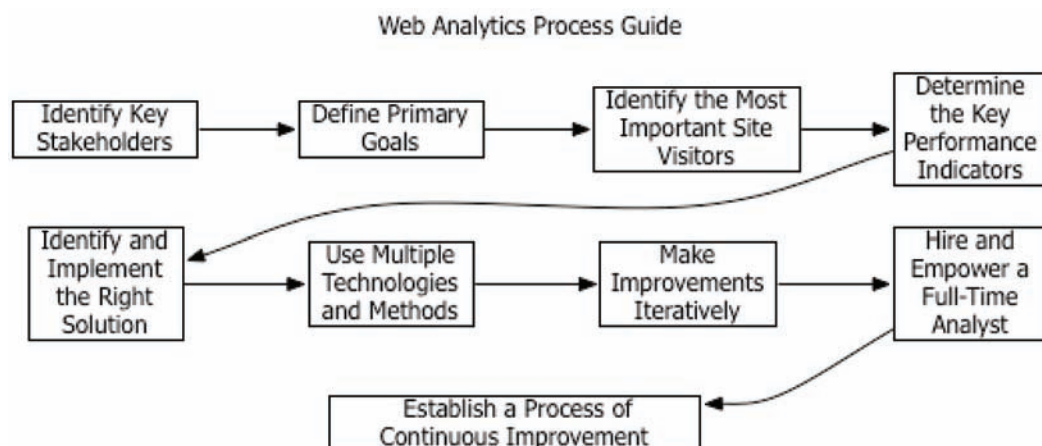 Web Analytics Process Guide
Identify Key
Stakeholders
Define Primary
Goals
Identify the Most
Important Site
Visitors
Determine
the Key
Performance
Indicators
Identify and
Implement
the Right
Solution
Use Multiple
Technologies
and Methods
Make
Improvements
Iteratively
Hire and
Empower a
Full-Time
Analyst
Establish a Process of
Continuous Improvement